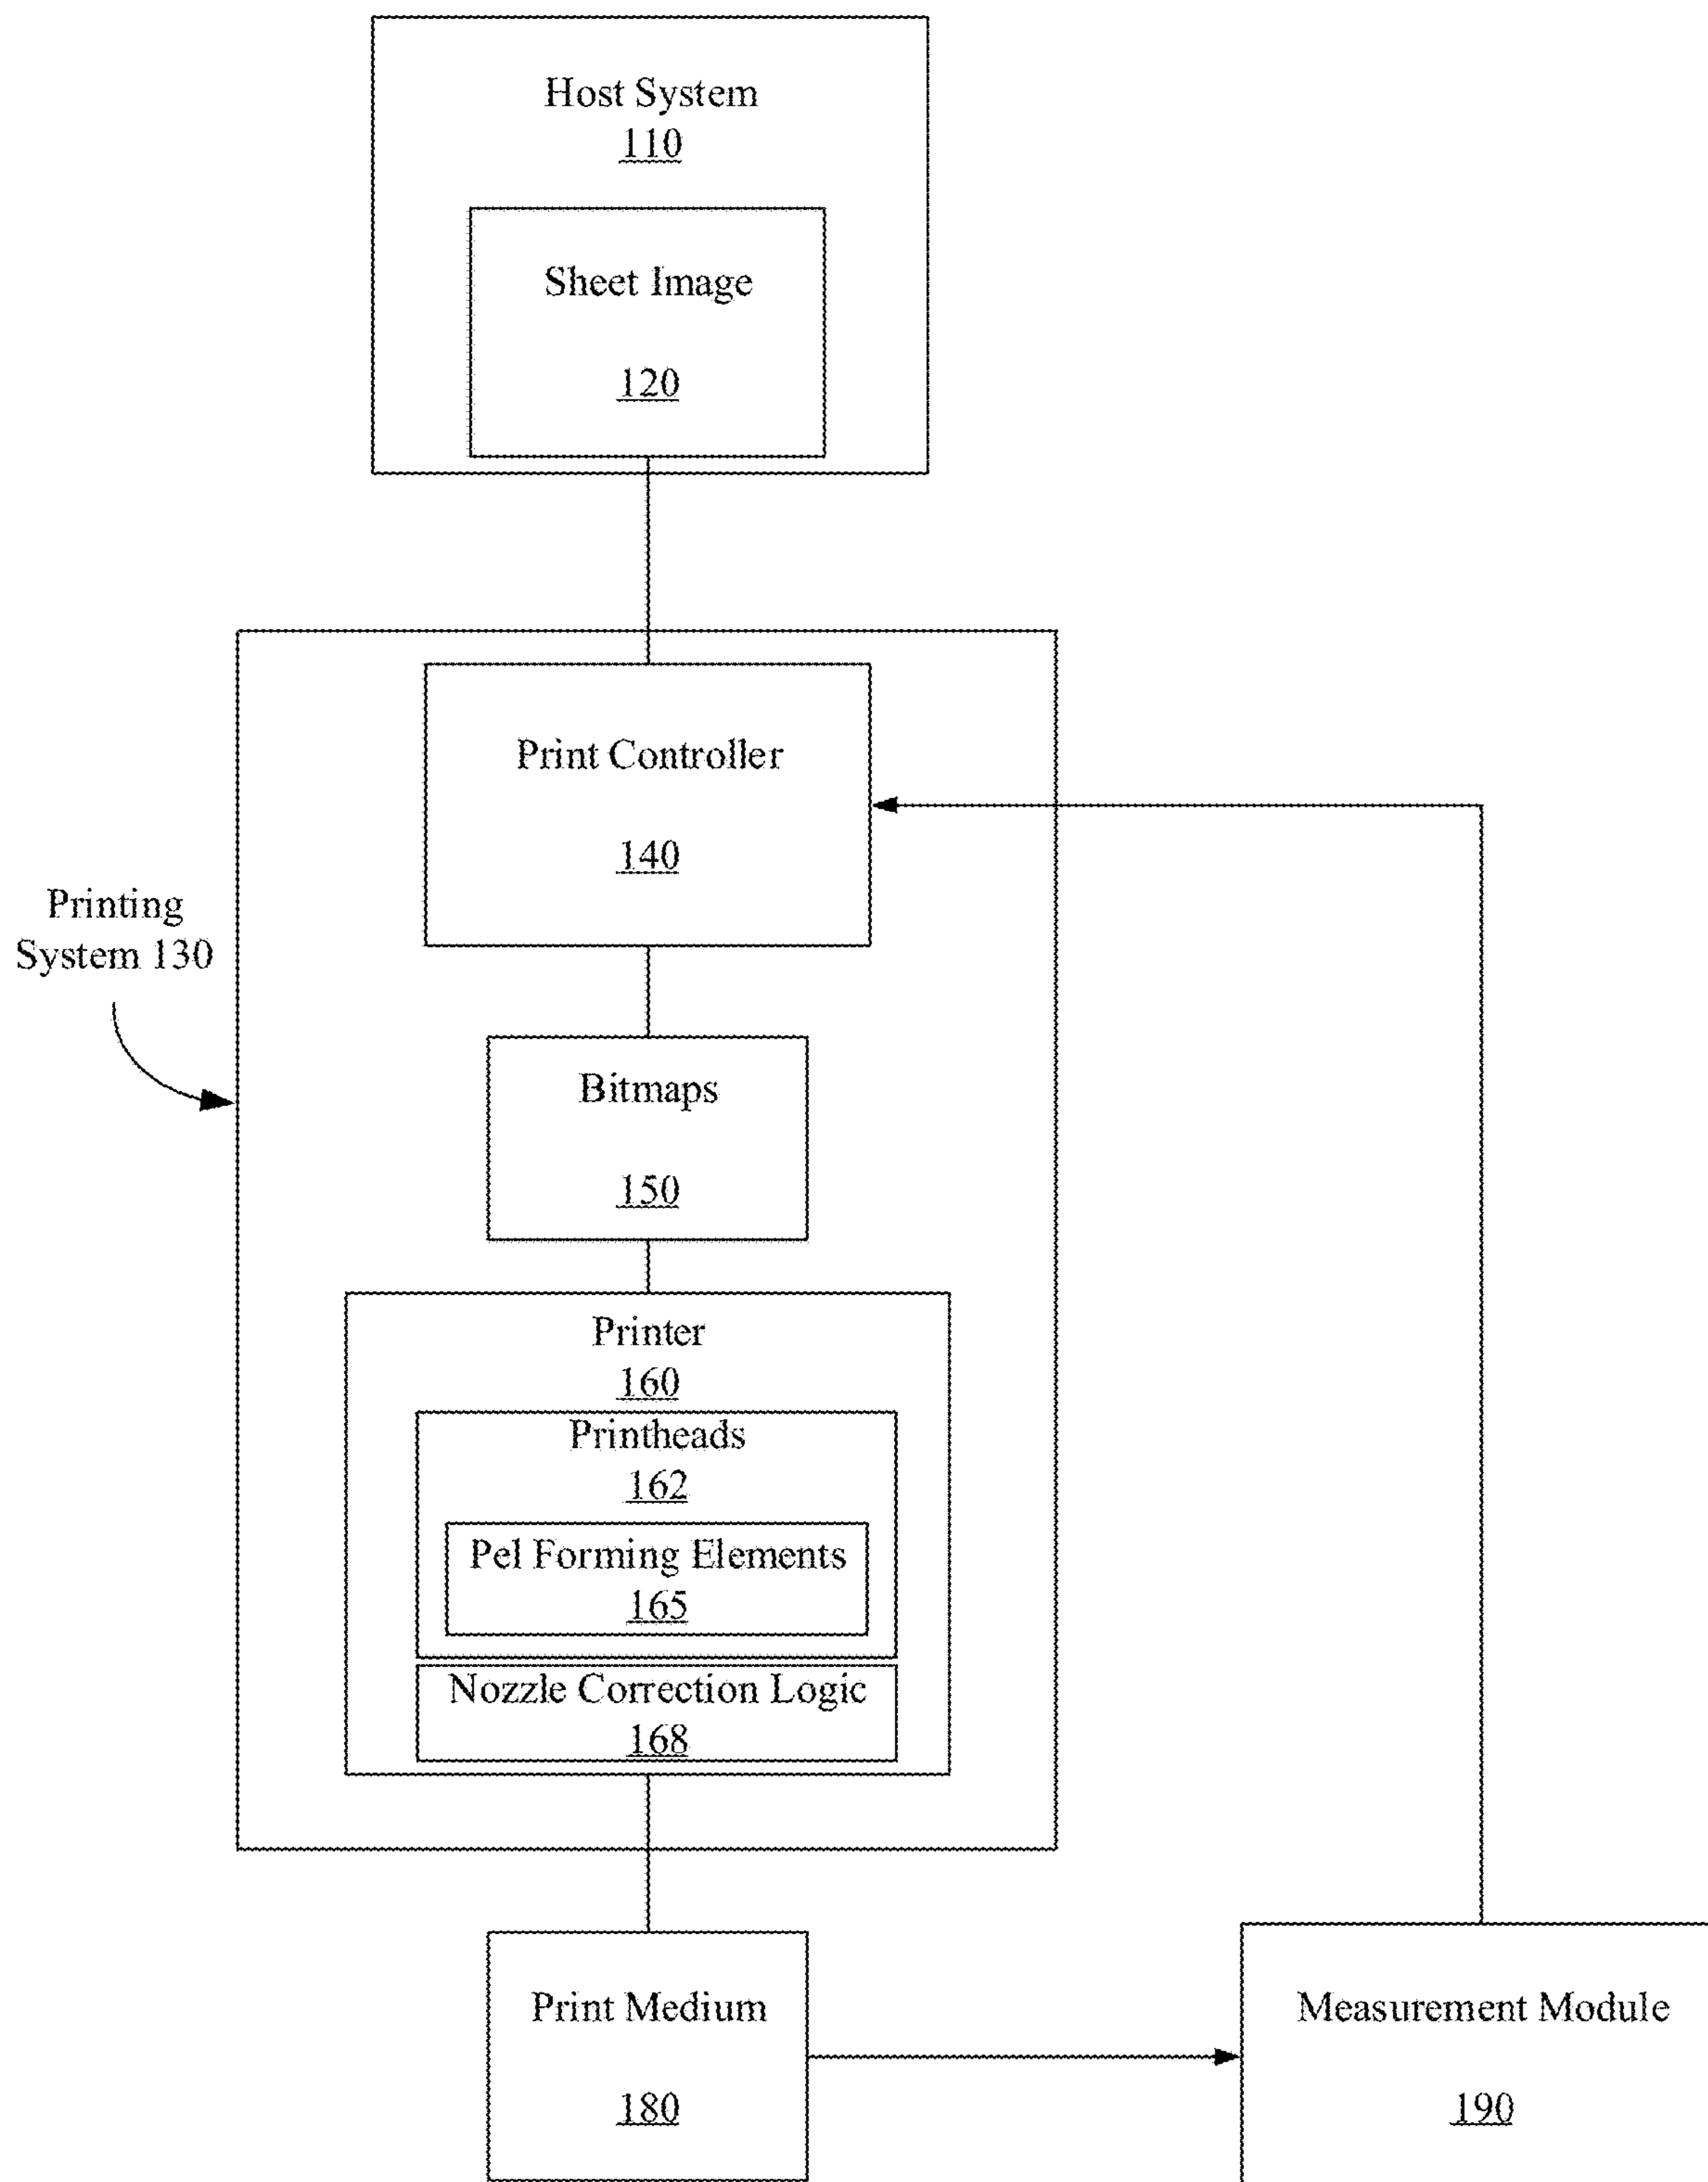 Host System
110
Sheet Image
120
Print Controller
140
Printing
System 130
Bitmaps
150
Printer
160
Printheads
162
Pel Forming Elements
165
Nozzle Correction Logic
168
Print Medium
180
Measurement Module
190